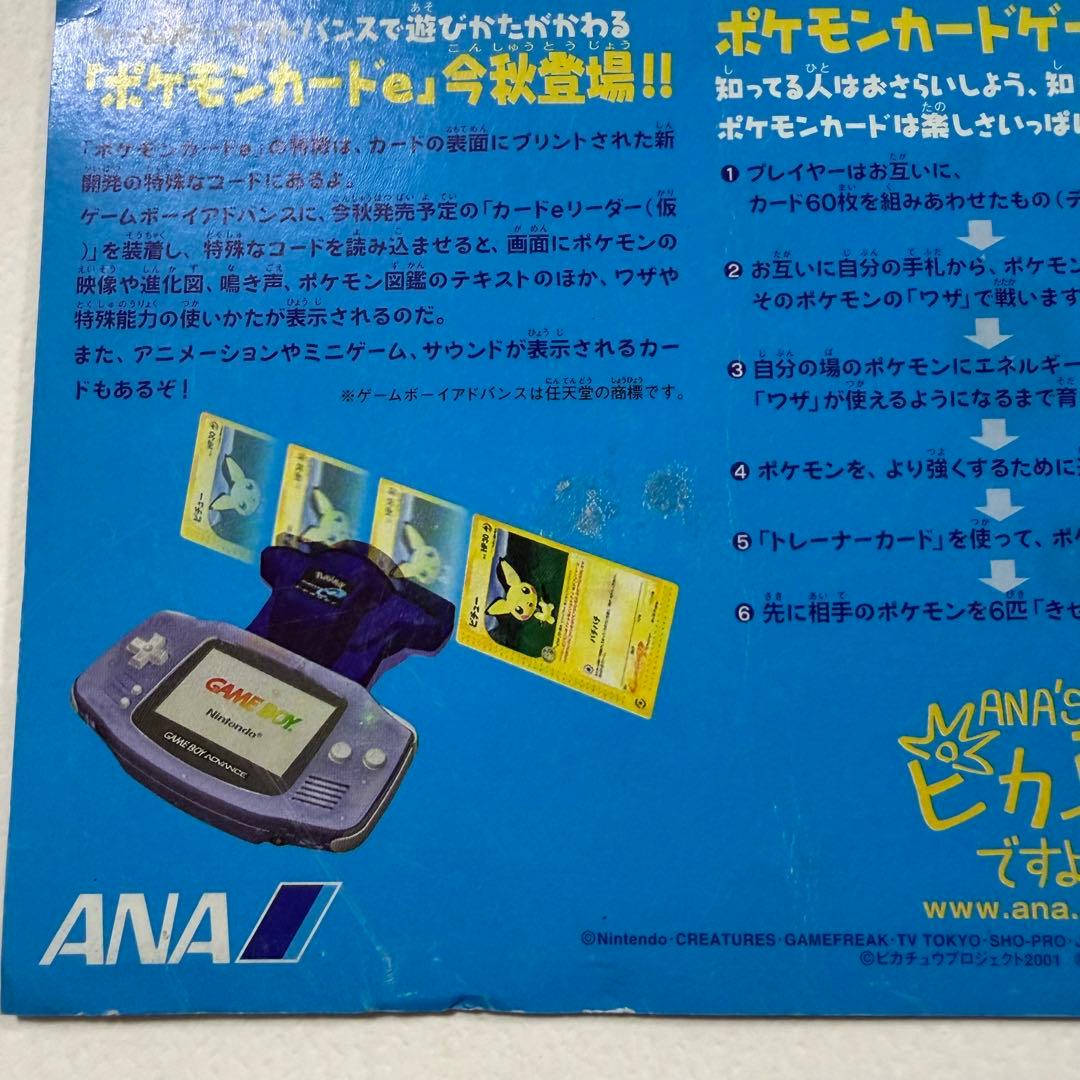 ゲームボーイアドバンスで遊びかたがかわる
「ポケモンカードe」今秋登場!!
「ポケモンカードe」の特徴は、カードの表面にプリントされた新
開発の特殊なコードにあるよ。
ゲームボーイアドバンスに、今秋発売予定の「カードeリーダー(仮
)」を装着し、特殊なコードを読み込ませると、画面にポケモンの
映像や進化図、鳴き声、ポケモン図鑑のテキストのほか、ワザや
特殊能力の使いかたが表示されるのだ。
また、アニメーションやミニゲーム、サウンドが表示されるカー
ドもあるぞ!
※ゲームボーイアドバンスは任天堂の商標です。
ピチュー
ピチュー
HP30
バチバチ
GAME BOY
Nintendo®
GAME BOY ADVANCE
ANA
ポケモンカードゲー
知ってる人はおさらいしよう、知
ポケモンカードは楽しさいっぱい
1 プレイヤーはお互いに、
カード60枚を組みあわせたもの(デ
2 お互いに自分の手札から、ポケモン
そのポケモンの「ワザ」で戦います
3 自分の場のポケモンにエネルギー
「ワザ」が使えるようになるまで育
4 ポケモンを、より強くするために
5 「トレーナーカード」を使って、ポケ
6 先に相手のポケモンを6匹「きせ
ANA'S
ピカ
ですよ
www.ana.
©Nintendo・CREATURES・GAMEFREAK・TV TOKYO・SHO-PRO・
©ピカチュウプロジェクト2001